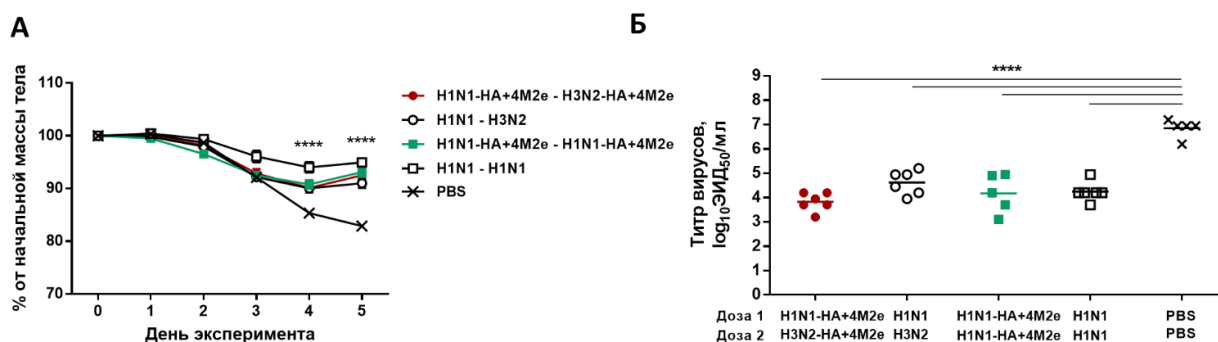 А
% от начальной массы тела
110
100
90
80
70
0 1 2 3 4 5
День эксперимента
**** ****
H1N1-HA+4M2e - H3N2-HA+4M2e
H1N1 - H3N2
H1N1-HA+4M2e - H1N1-HA+4M2e
H1N1 - H1N1
PBS
Б
Титр вирусов,
log10ЭИД50/мл
9
8
7
6
5
4
3
2
1
0
****
Доза 1 H1N1-HA+4M2e H1N1 H1N1-HA+4M2e H1N1 PBS
Доза 2 H3N2-HA+4M2e H3N2 H1N1-HA+4M2e H1N1 PBS